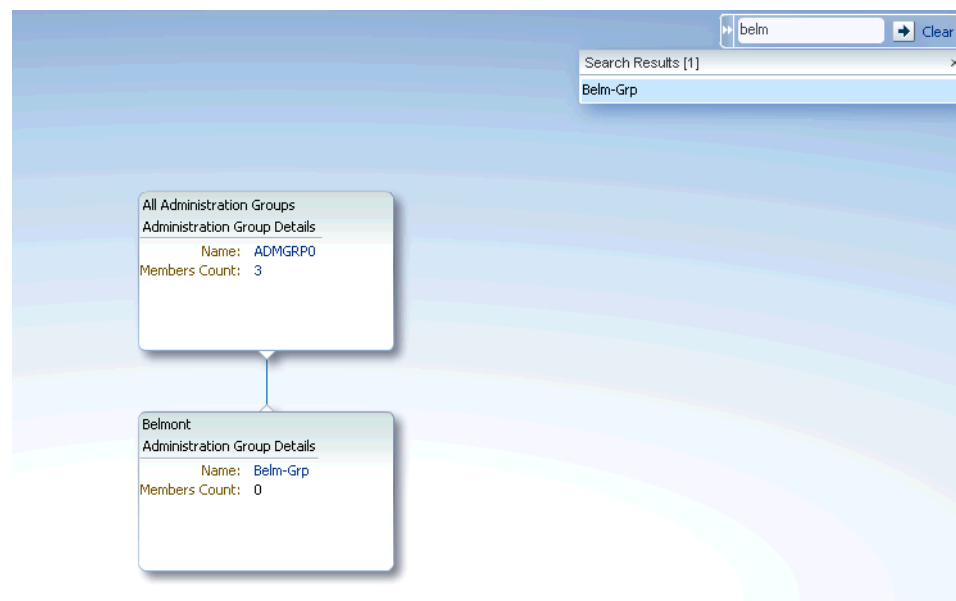 belm Clear
Search Results [1] ×
Belm-Grp
All Administration Groups
Administration Group Details
Name: ADMGRP0
Members Count: 3
Belmont
Administration Group Details
Name: Belm-Grp
Members Count: 0